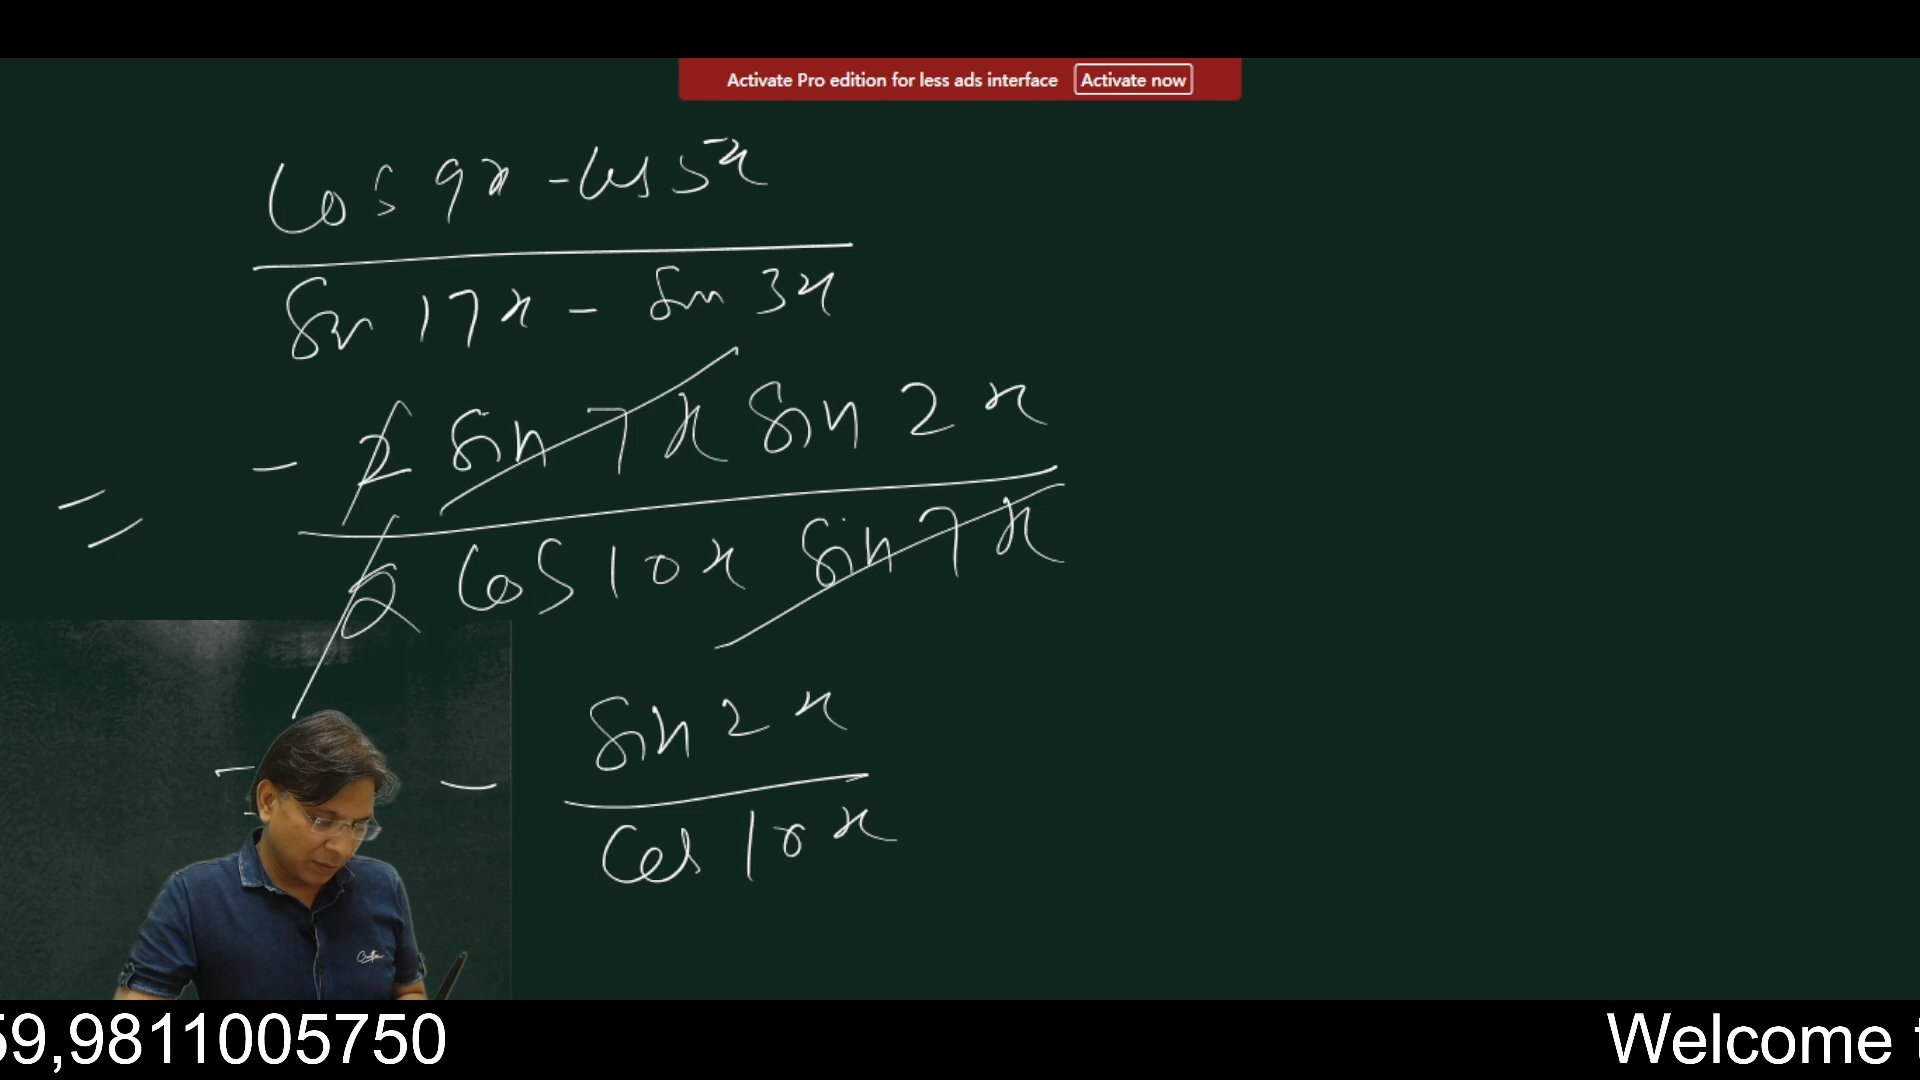 Activate Pro edition for less ads interface Activate now
Cos 9x - Cos 5x
Sin 17x - Sin 3x
= - 2 Sin 7x Sin 2x
2 Cos 10x Sin 7x
= - Sin 2x
Cos 10x
59,9811005750 Welcome